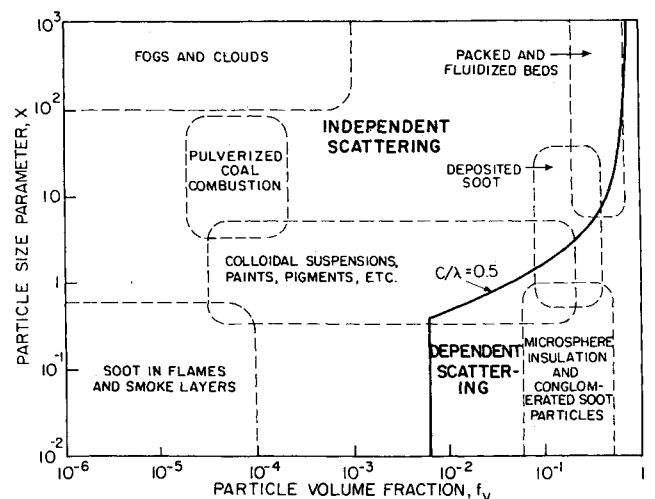 10³
FOGS AND CLOUDS
PACKED AND
FLUIDIZED BEDS
10²
INDEPENDENT
SCATTERING
PULVERIZED
COAL
COMBUSTION
DEPOSITED
SOOT
10
COLLOIDAL SUSPENSIONS,
PAINTS, PIGMENTS, ETC.
C/λ=0.5
1
10⁻¹
SOOT IN FLAMES
AND SMOKE LAYERS
DEPENDENT
SCATTER-
ING
MICROSPHERE
INSULATION
AND
CONGLOM-
ERATED SOOT
PARTICLES
10⁻²
PARTICLE SIZE PARAMETER, X
10⁻⁶ 10⁻⁵ 10⁻⁴ 10⁻³ 10⁻² 10⁻¹ 1
PARTICLE VOLUME FRACTION, fᵥ